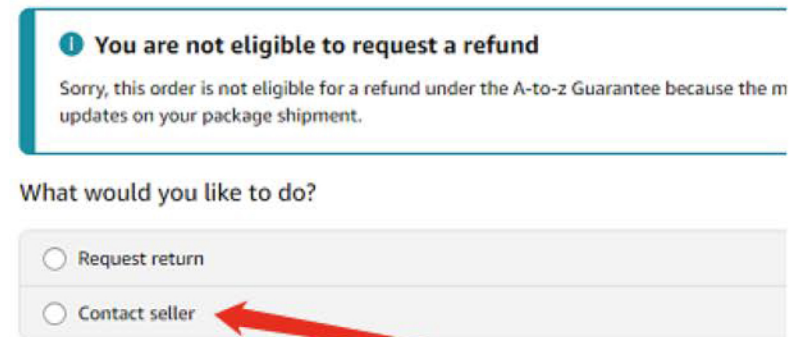 You are not eligible to request a refund
Sorry, this order is not eligible for a refund under the A-to-z Guarantee because the
updates on your package shipment.
What would you like to do?
Request return
Contact seller